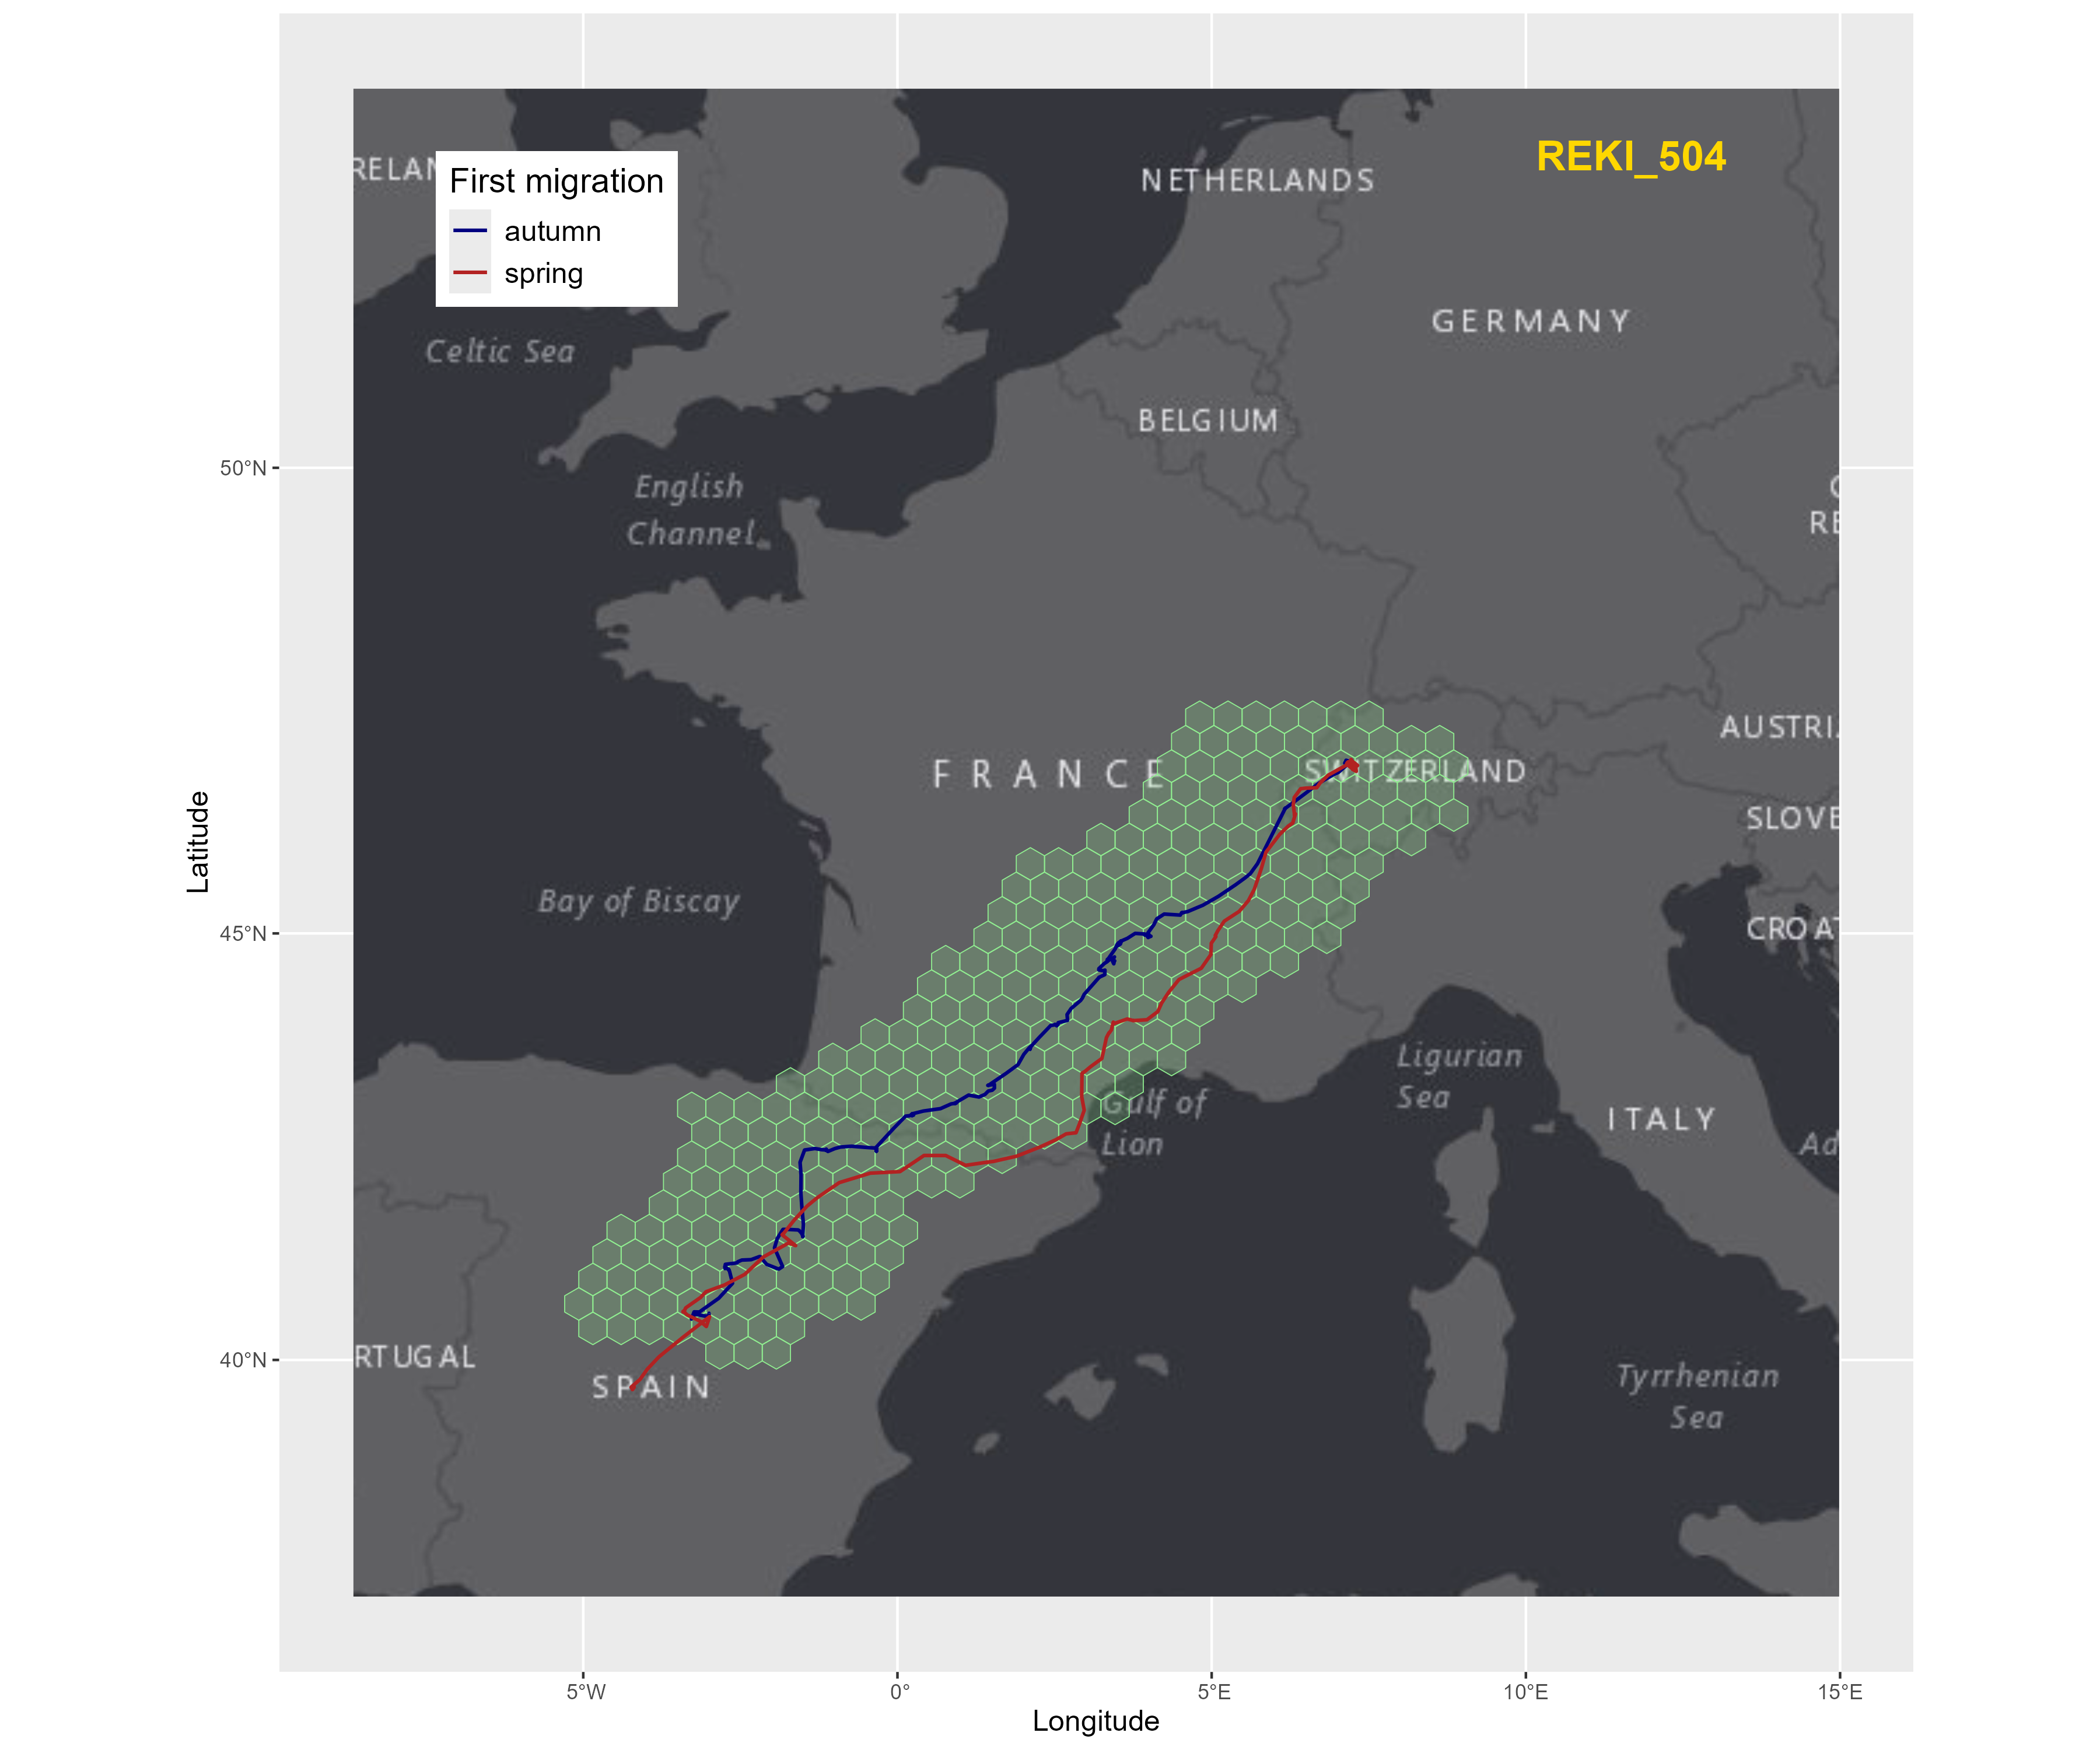 REKI_504
First migration
autumn
spring
RELAN
NETHERLANDS
GERMANY
Celtic Sea
BELGIUM
English
Channel
RE
FRANCE
SWITZERLAND
AUSTRI
SLOVE
Bay of Biscay
CROAT
Ligurian
Sea
Gulf of
Lion
ITALY
Ad
RTUGAL
SPAIN
Tyrrhenian
Sea
50°N
45°N
40°N
Latitude
5°W
0°
5°E
10°E
15°E
Longitude